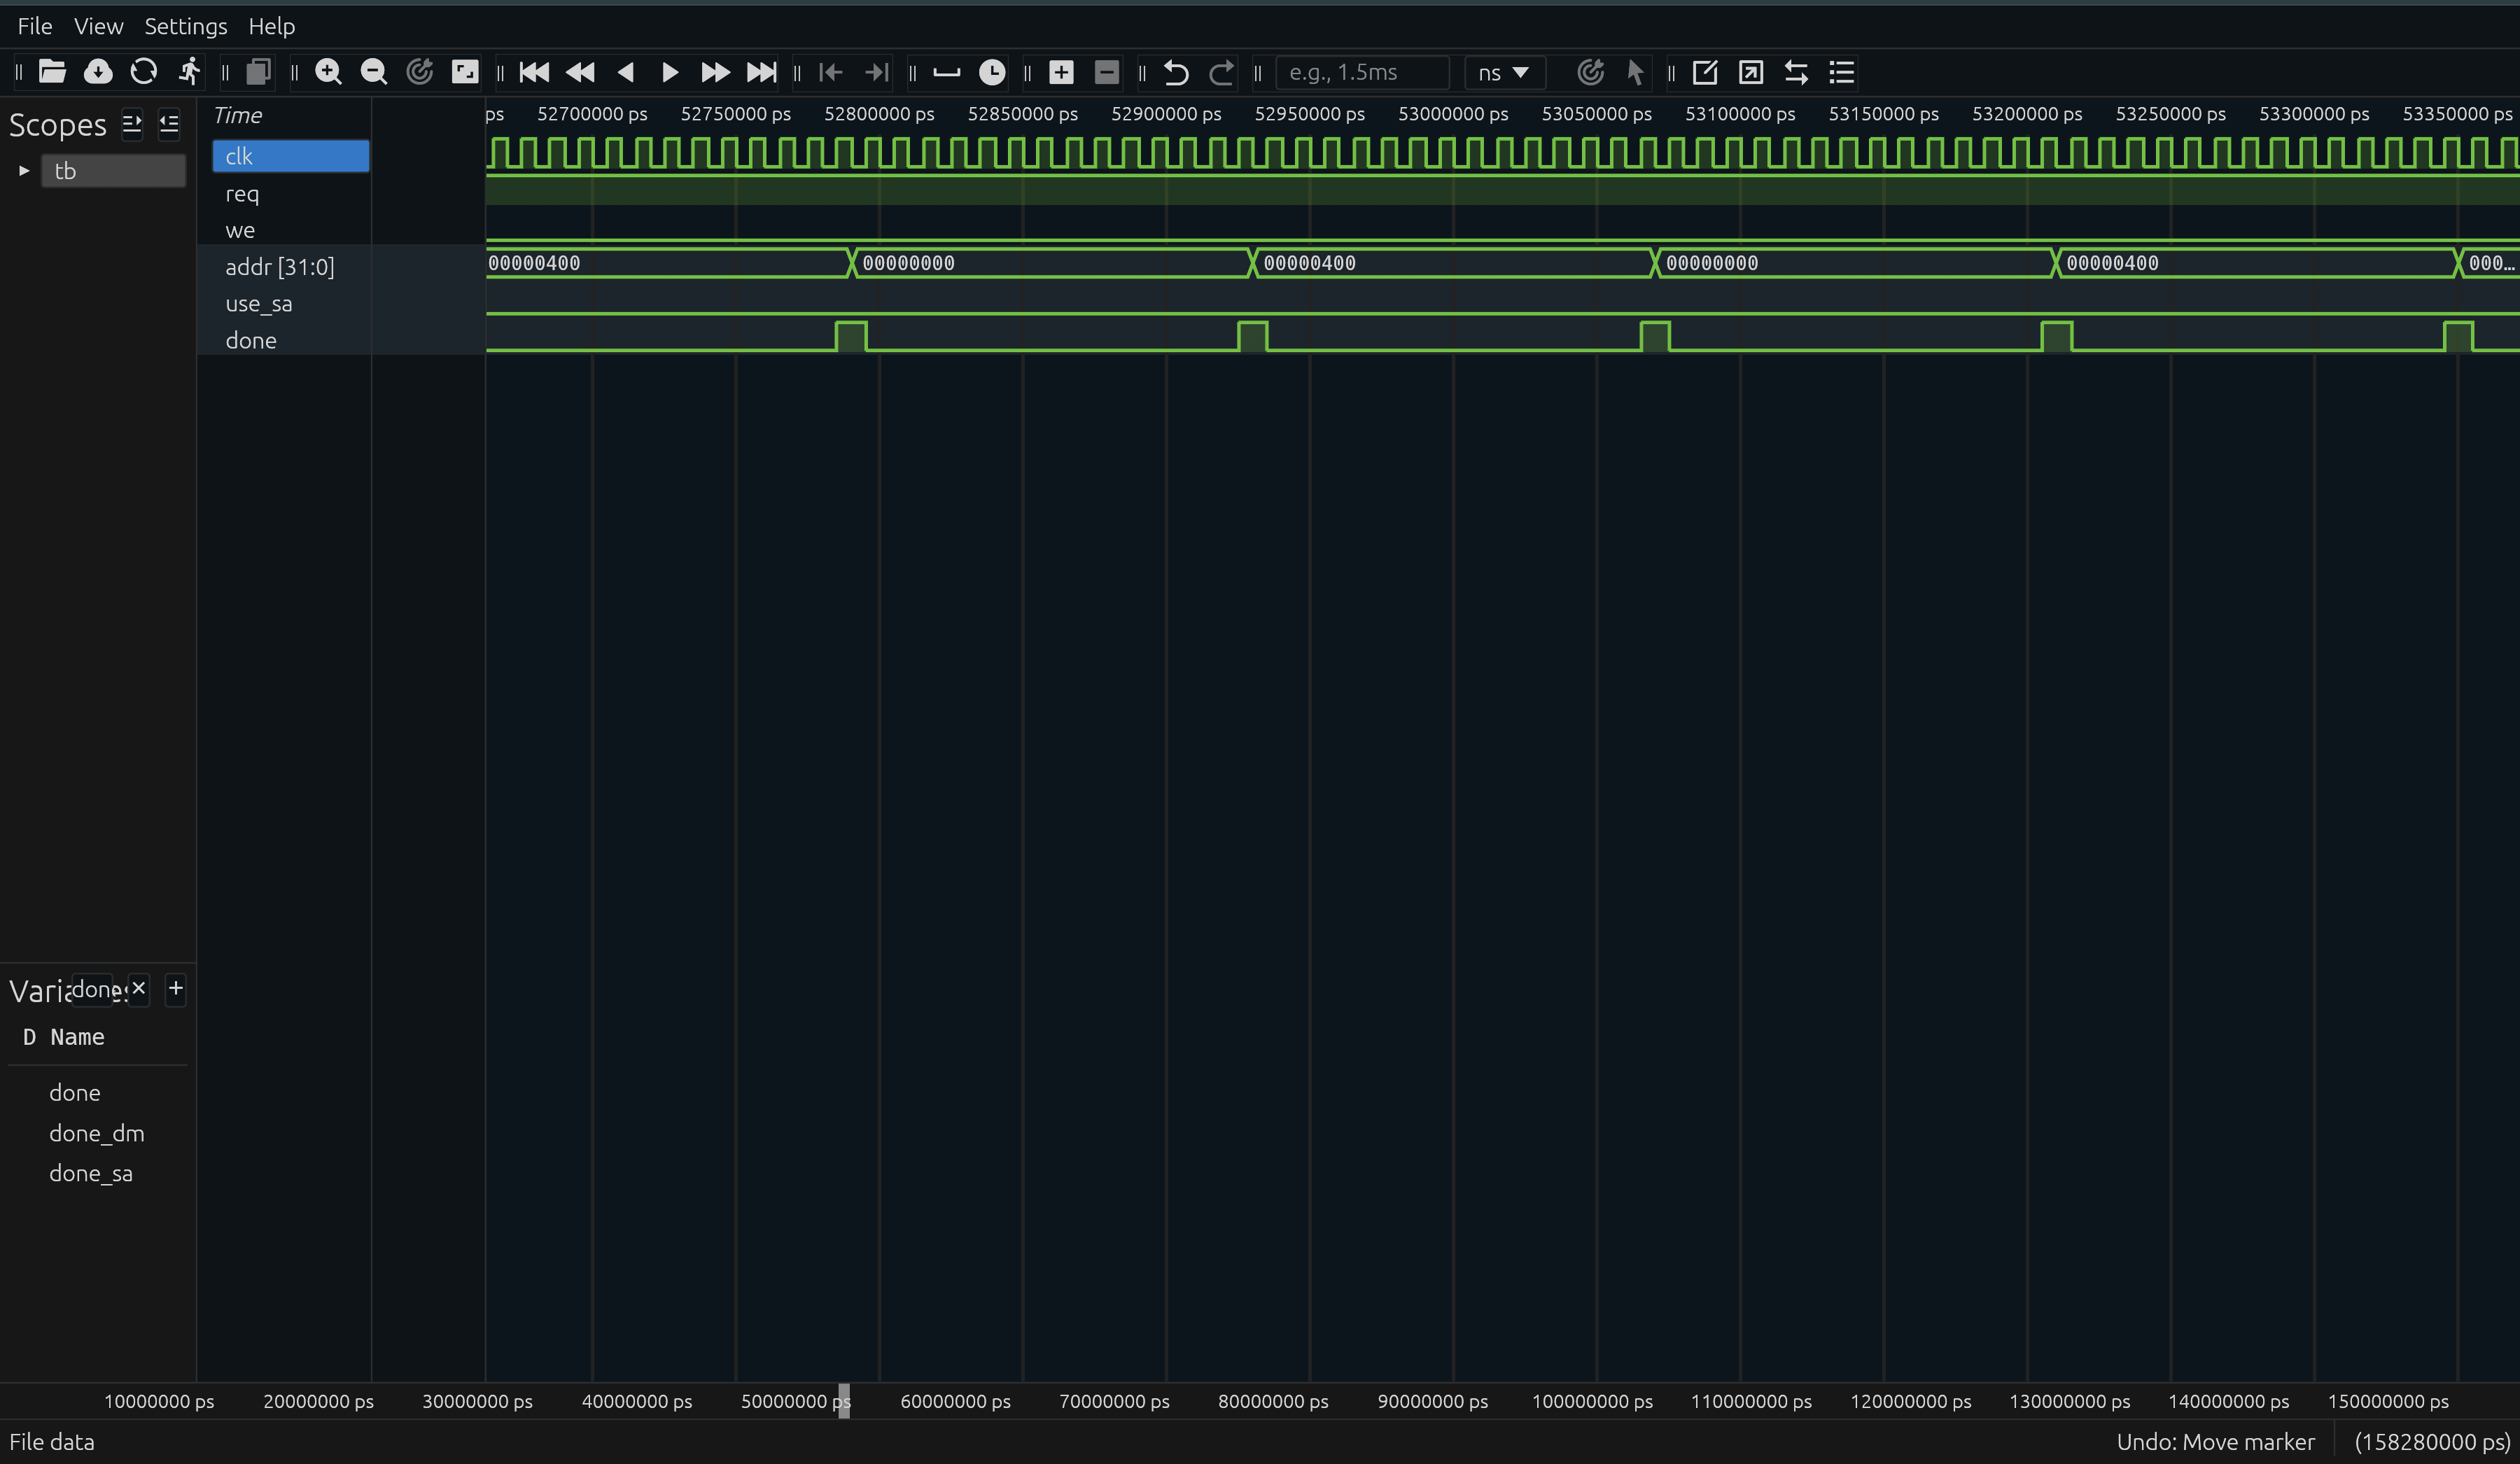 File View Settings Help
e.g., 1.5ms ns
Scopes
tb
Time
clk
req
we
addr [31:0]
use_sa
done
ps 52700000 ps 52750000 ps 52800000 ps 52850000 ps 52900000 ps 52950000 ps 53000000 ps 53050000 ps 53100000 ps 53150000 ps 53200000 ps 53250000 ps 53300000 ps 53350000 ps
00000400 00000000 00000400 00000000 00000400 000…
Variables done × +
D Name
done
done_dm
done_sa
10000000 ps 20000000 ps 30000000 ps 40000000 ps 50000000 ps 60000000 ps 70000000 ps 80000000 ps 90000000 ps 100000000 ps 110000000 ps 120000000 ps 130000000 ps 140000000 ps 150000000 ps
File data Undo: Move marker (158280000 ps)